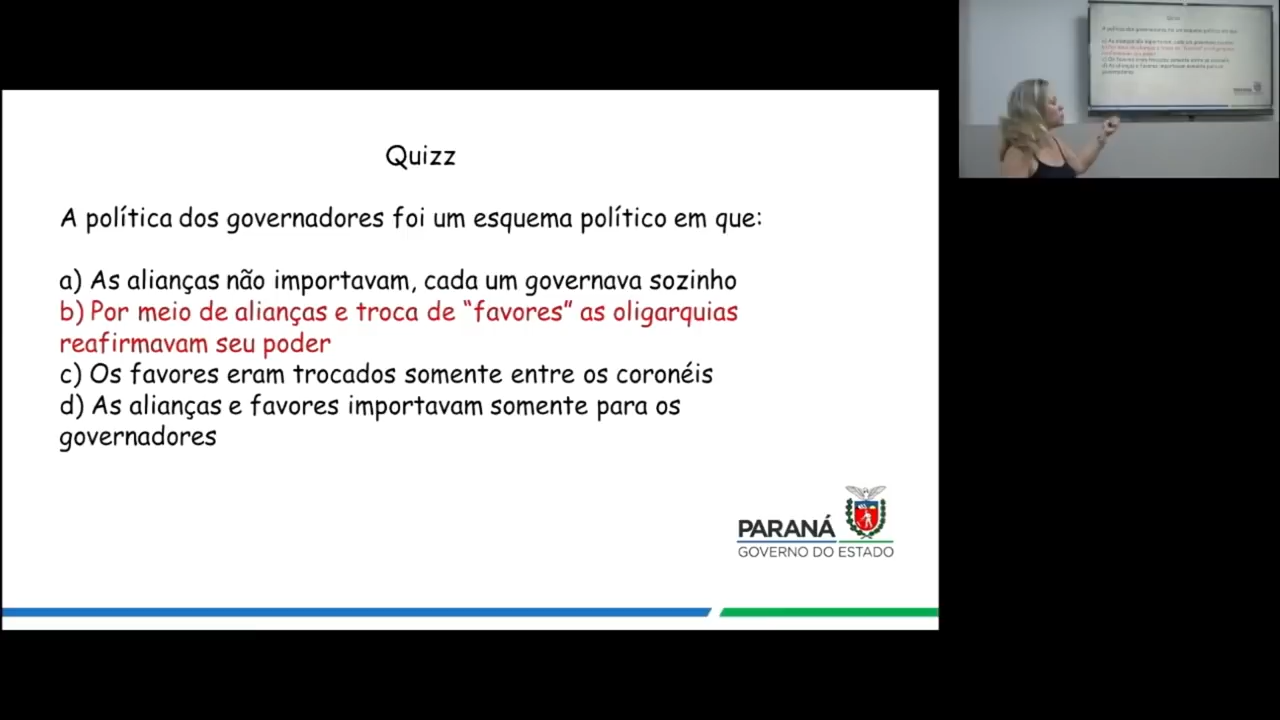 Quizz
A política dos governadores foi um esquema político em que:
a) As alianças não importavam, cada um governava sozinho
b) Por meio de alianças e troca de “favores” as oligarquias
reafirmavam seu poder
c) Os favores eram trocados somente entre os coronéis
d) As alianças e favores importavam somente para os
governadores
PARANÁ
GOVERNO DO ESTADO